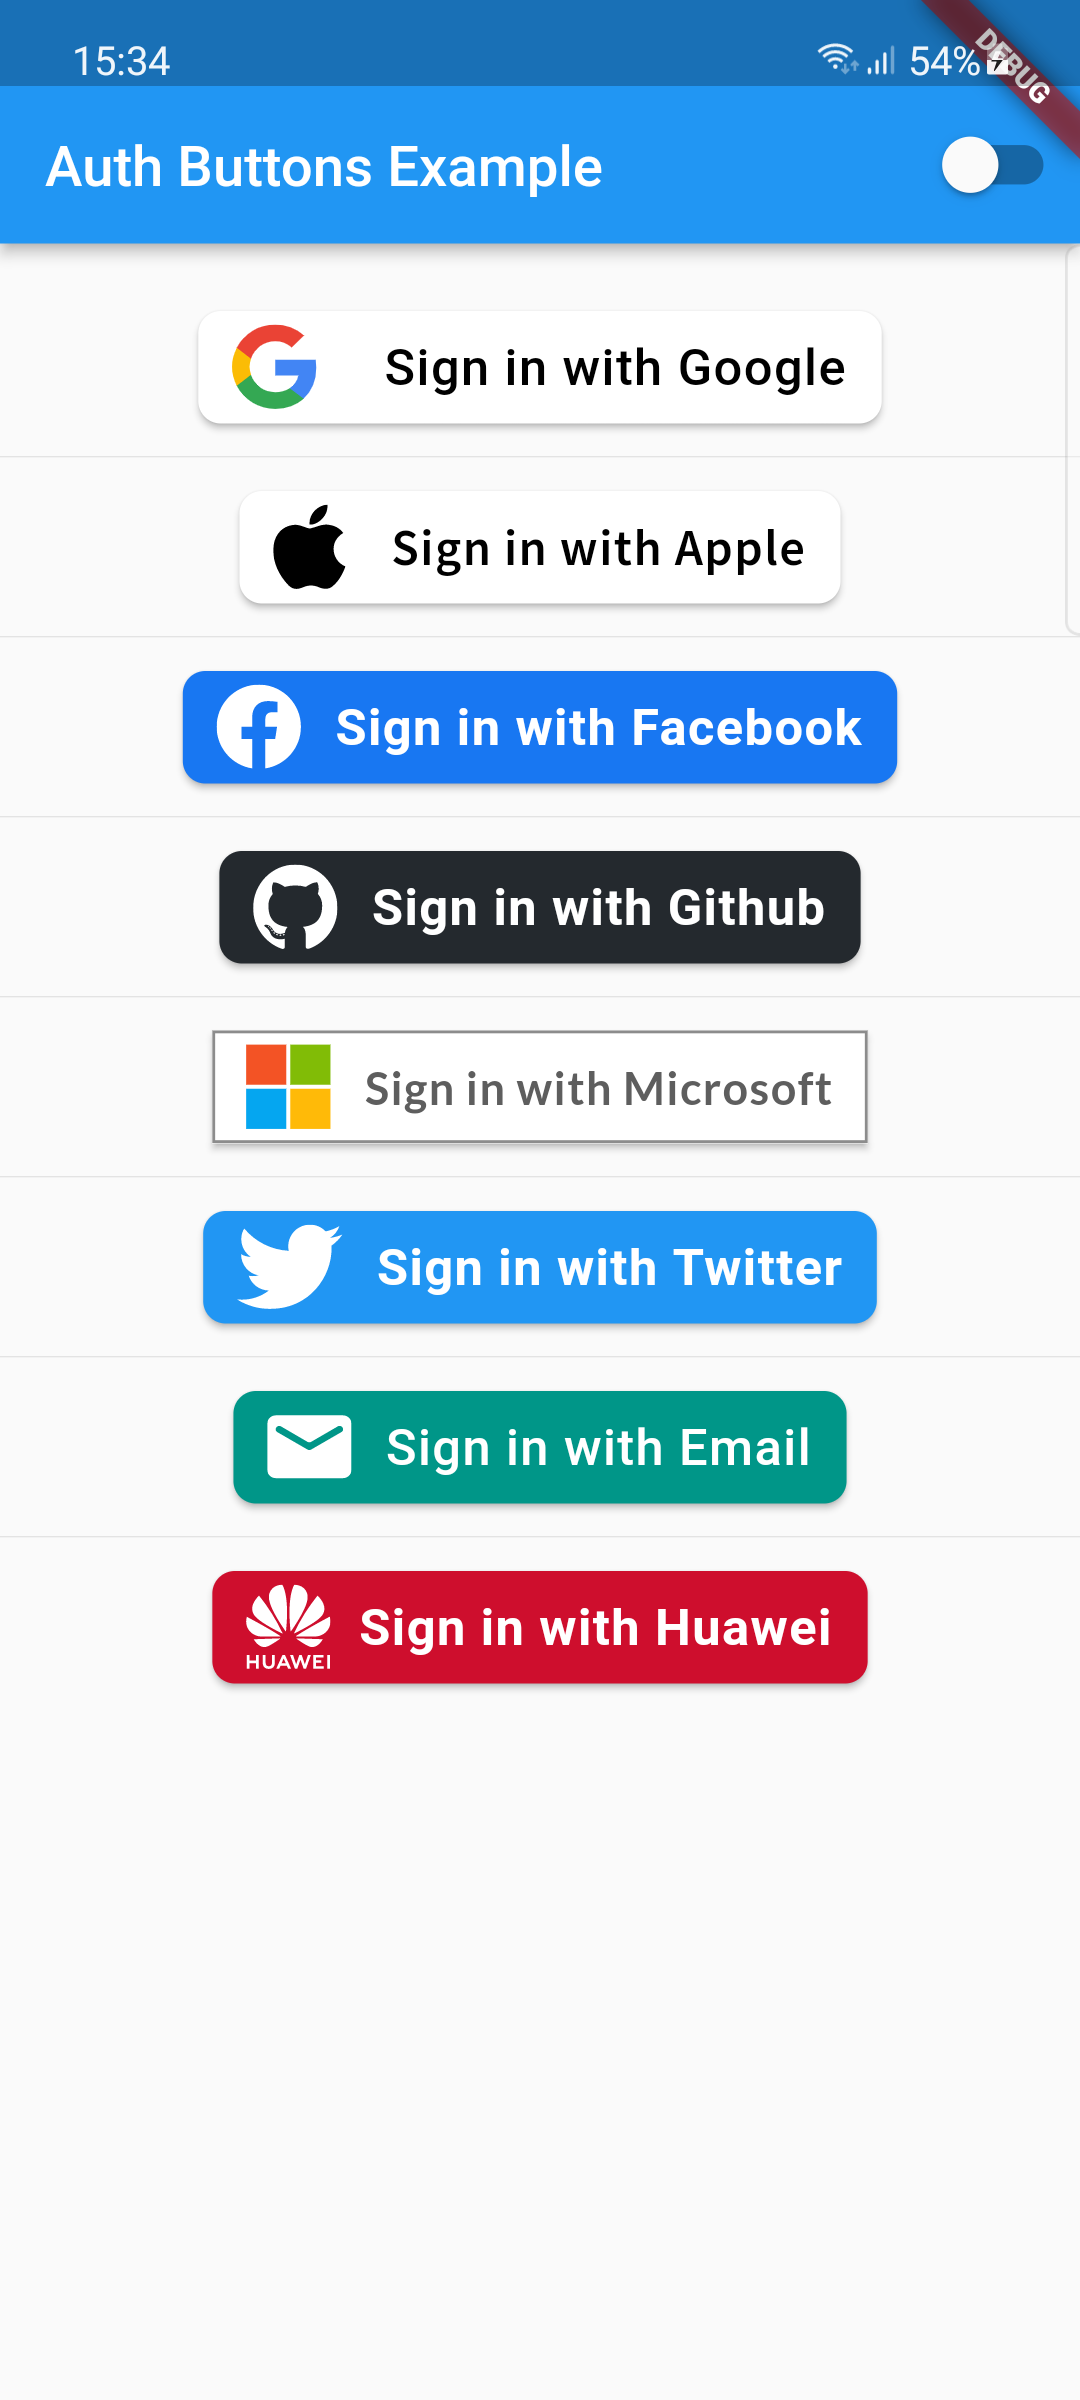 15:34
54%
DEBUG
Auth Buttons Example
Sign in with Google
Sign in with Apple
Sign in with Facebook
Sign in with Github
Sign in with Microsoft
Sign in with Twitter
Sign in with Email
HUAWEI
Sign in with Huawei